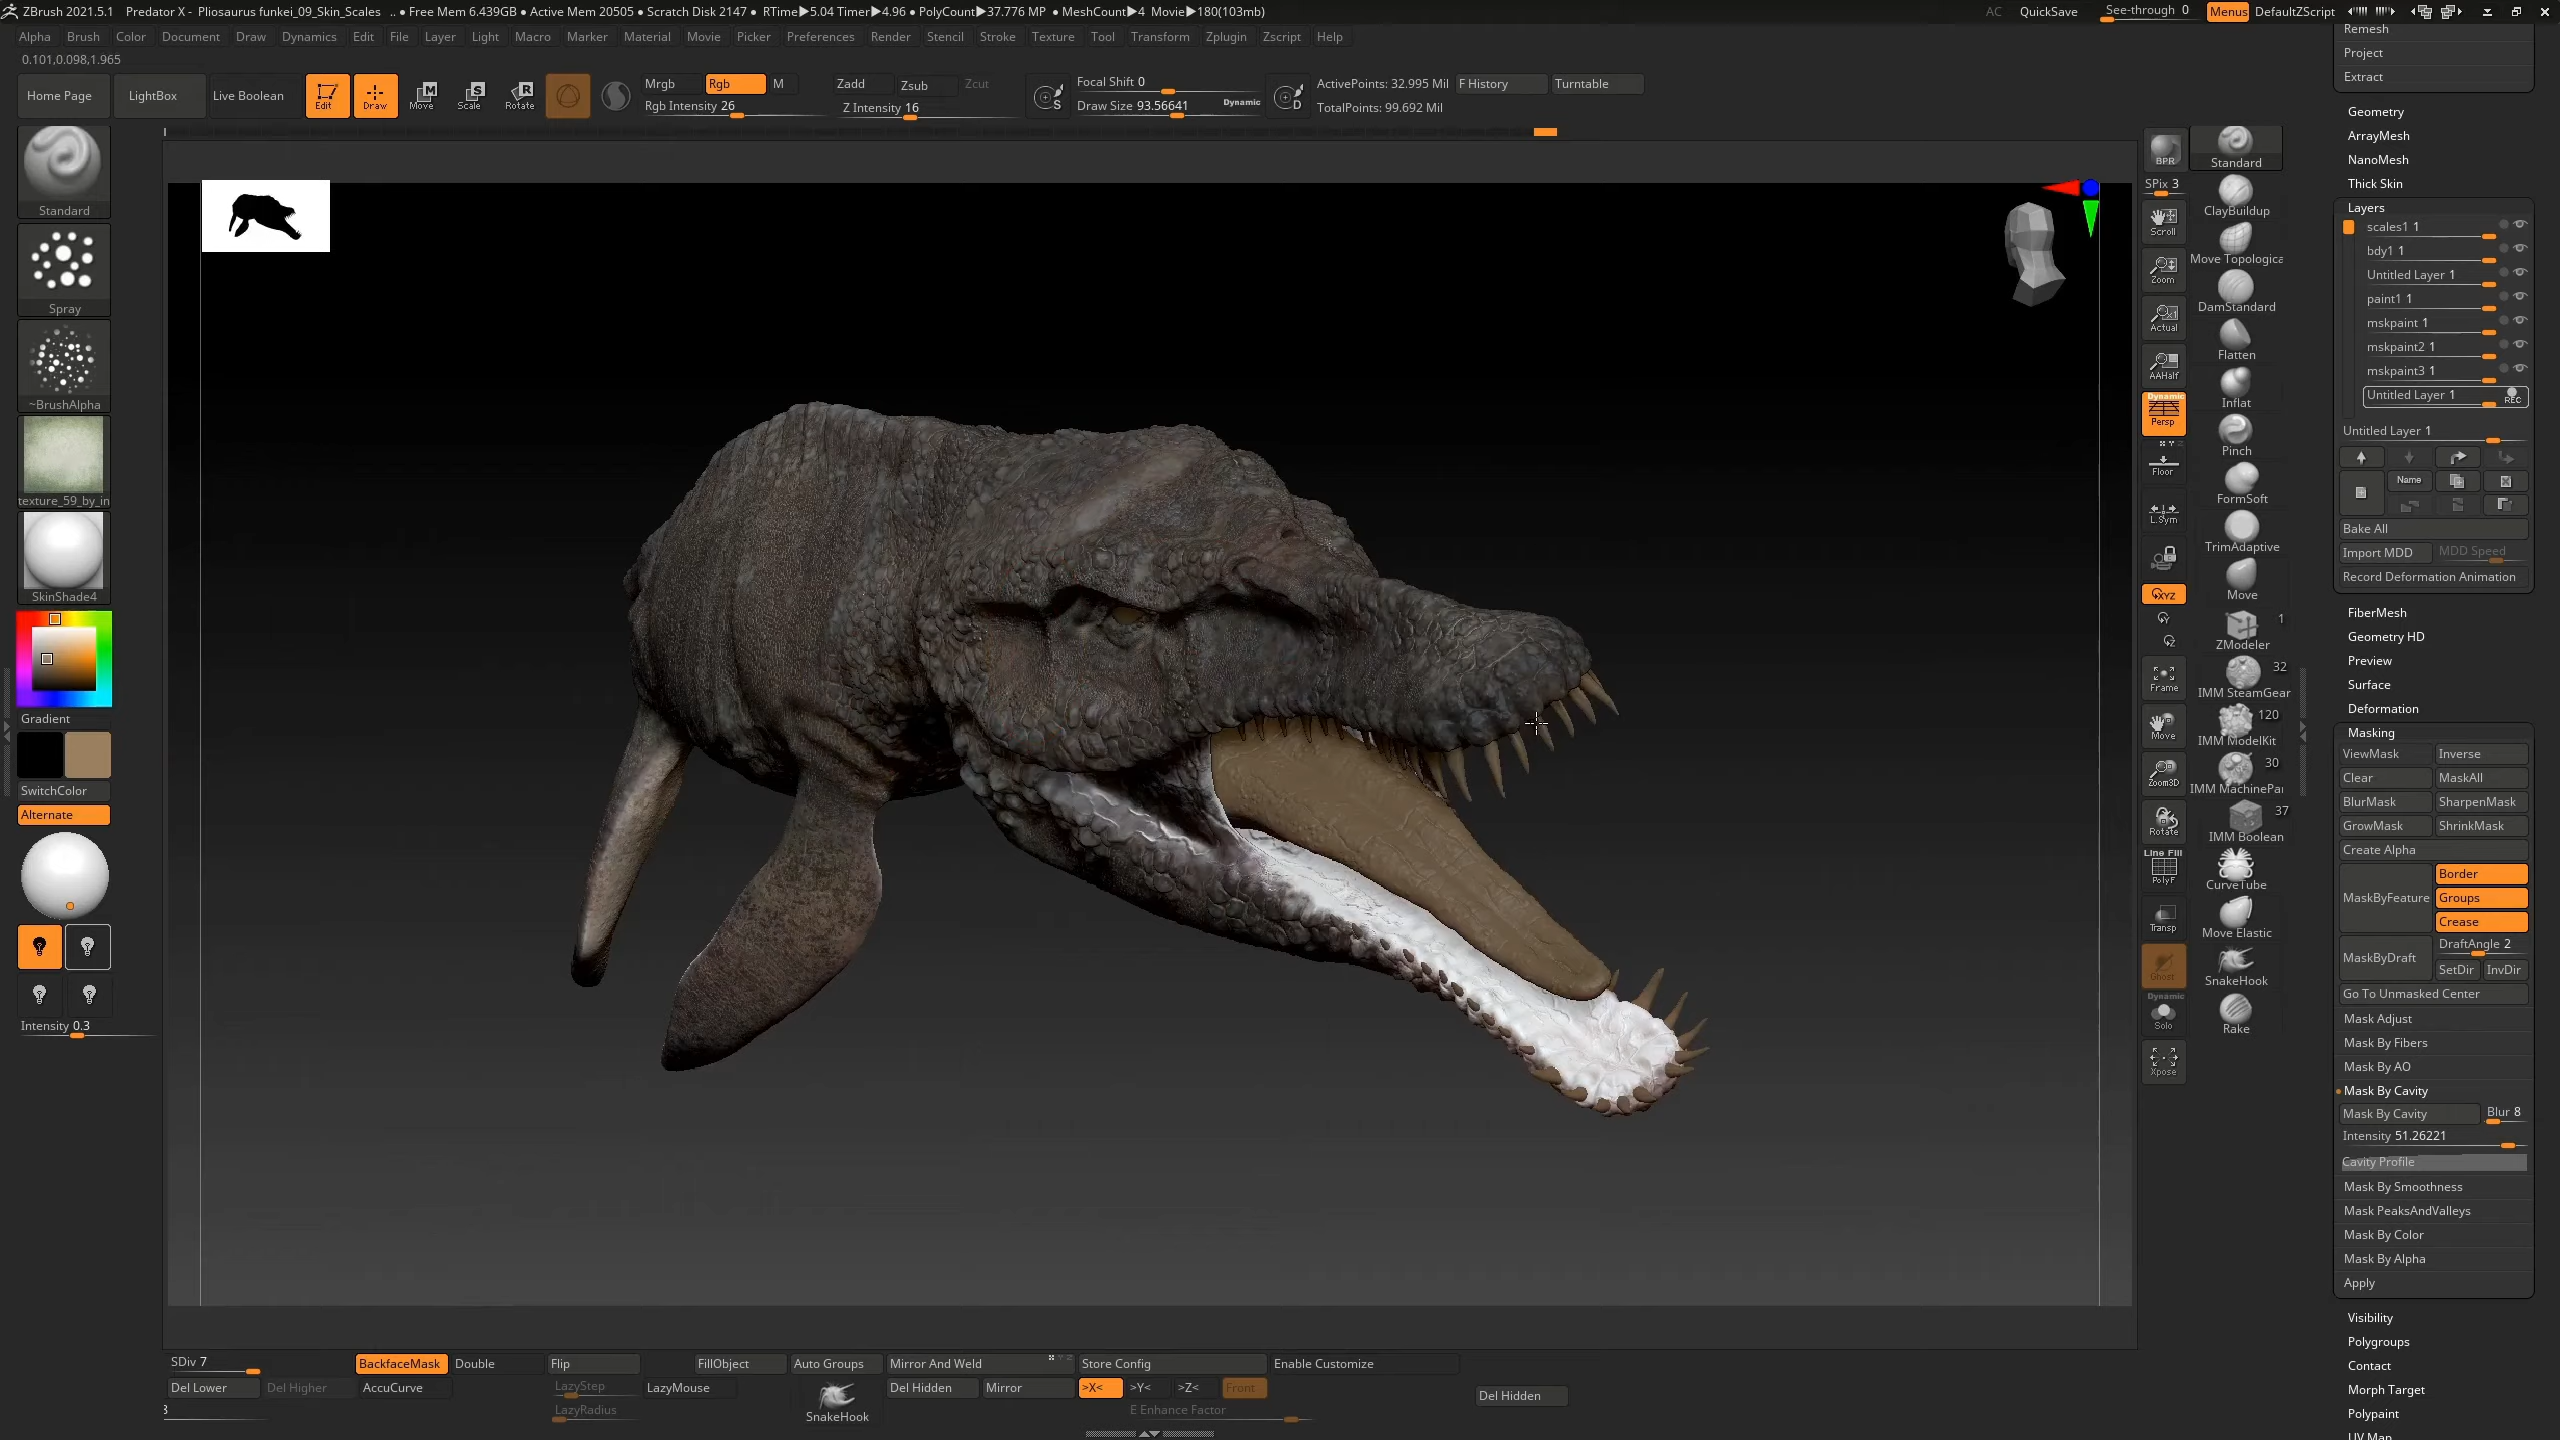 ZBrush 2021.5.1 Predator X - Pliosaurus funkei_09_Skin_Scales .. ● Free Mem 6.439GB ● Active Mem 20505 ● Scratch Disk 2147 ● RTime▶5.04 Timer▶4.96 ● PolyCount▶37.776 MP ● MeshCount▶4 Movie▶180(103mb) AC QuickSave See-through 0 Menus DefaultZScript
Alpha Brush Color Document Draw Dynamics Edit File Layer Light Macro Marker Material Movie Picker Preferences Render Stencil Stroke Texture Tool Transform Zplugin Zscript Help
0.101,0.098,1.965
Home Page LightBox Live Boolean Edit Draw Move Scale Rotate
Mrgb Rgb M Zadd Zsub Zcut
Rgb Intensity 26 Z Intensity 16
Focal Shift 0
Draw Size 93.56641 Dynamic
S D
ActivePoints: 32.995 Mil F History Turntable
TotalPoints: 99.692 Mil
Standard
Spray
~BrushAlpha
texture_59_by_in
SkinShade4
Gradient
SwitchColor
Alternate
Intensity 0.3
BPR
SPix 3
Scroll
Zoom
Actual
AAHalf
Dynamic
Persp
Floor
L.Sym
XYZ
Frame
Move
Zoom3D
Rotate
Line Fill
PolyF
Transp
Ghost
Dynamic
Solo
Xpose
Standard
ClayBuildup
Move Topologica
DamStandard
Flatten
Inflat
Pinch
FormSoft
TrimAdaptive
Move
1
ZModeler
32
IMM SteamGear
120
IMM ModelKit
30
IMM MachinePar
37
IMM Boolean
CurveTube
Move Elastic
SnakeHook
Rake
Remesh
Project
Extract
Geometry
ArrayMesh
NanoMesh
Thick Skin
Layers
scales1 1
bdy1 1
Untitled Layer 1
paint1 1
mskpaint 1
mskpaint2 1
mskpaint3 1
Untitled Layer 1 REC
Untitled Layer 1
Name
Bake All
Import MDD MDD Speed
Record Deformation Animation
FiberMesh
Geometry HD
Preview
Surface
Deformation
Masking
ViewMask Inverse
Clear MaskAll
BlurMask SharpenMask
GrowMask ShrinkMask
Create Alpha
MaskByFeature Border
Groups
Crease
MaskByDraft DraftAngle 2
SetDir InvDir
Go To Unmasked Center
Mask Adjust
Mask By Fibers
Mask By AO
Mask By Cavity
Mask By Cavity Blur 8
Intensity 51.26221
Cavity Profile
Mask By Smoothness
Mask PeaksAndValleys
Mask By Color
Mask By Alpha
Apply
Visibility
Polygroups
Contact
Morph Target
Polypaint
UV Map
SDiv 7 BackfaceMask Double Flip FillObject Auto Groups Mirror And Weld Store Config Enable Customize
Del Lower Del Higher AccuCurve LazyStep LazyMouse Del Hidden Mirror >X< >Y< >Z< Front Del Hidden
LazyRadius SnakeHook E Enhance Factor